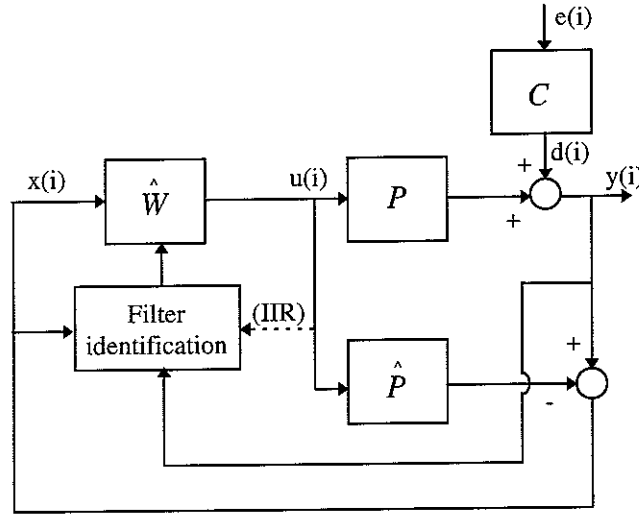 e(i)
C
d(i)
+
x(i)
Ŵ
u(i)
P
+
y(i)
Filter
identification
(IIR)
P̂
+
-